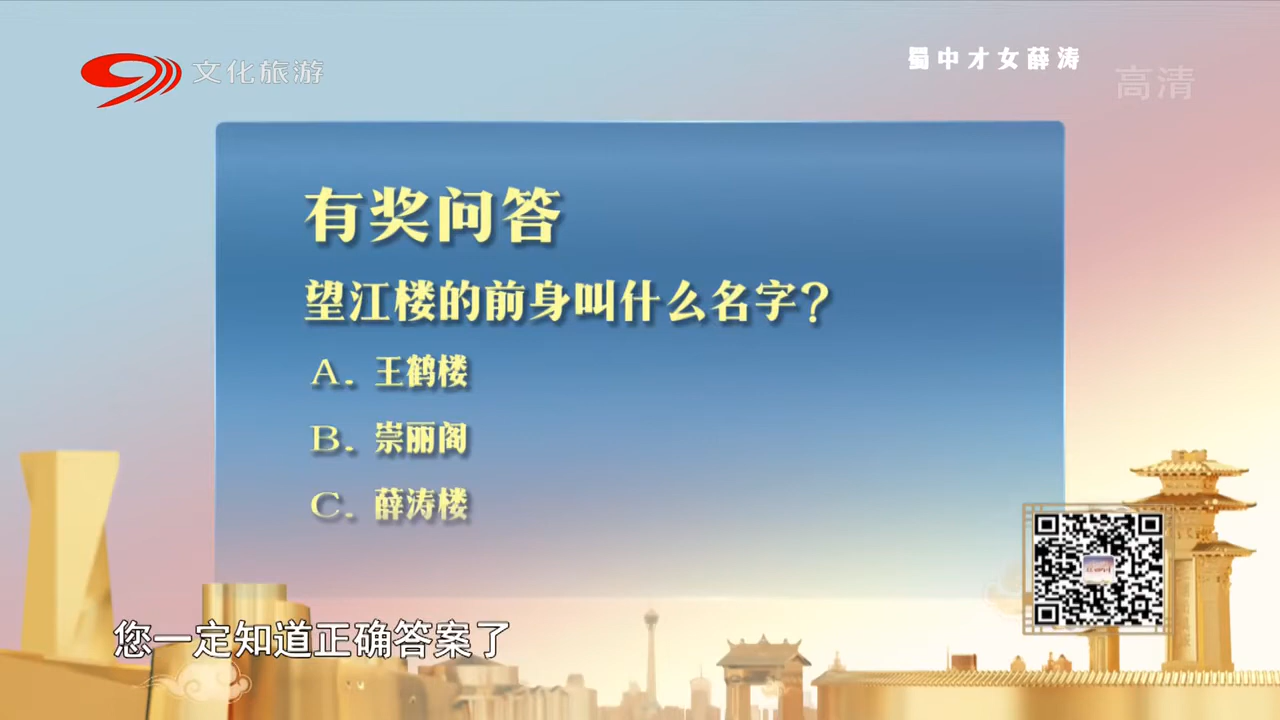 文化旅游
蜀中才女薛涛
高清
有奖问答
望江楼的前身叫什么名字？
A. 王鹤楼
B. 崇丽阁
C. 薛涛楼
您一定知道正确答案了